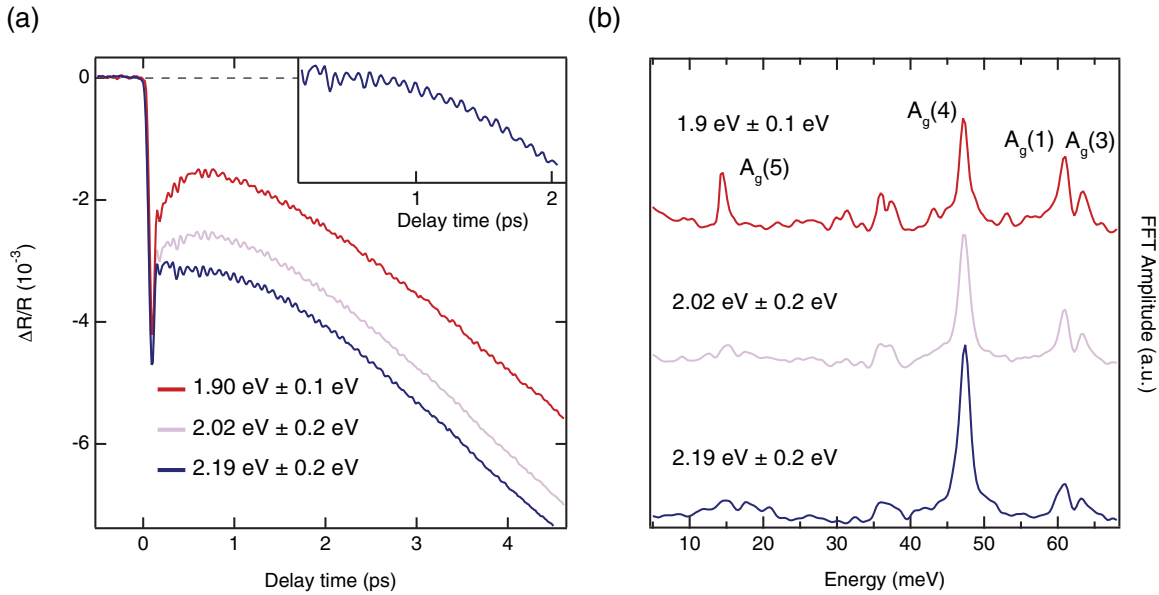 (a)
(b)
0
-2
-4
-6
ΔR/R (10⁻³)
0 1 2 3 4
Delay time (ps)
1 2
Delay time (ps)
1.90 eV ± 0.1 eV
2.02 eV ± 0.2 eV
2.19 eV ± 0.2 eV
1.9 eV ± 0.1 eV
A_g(4)
A_g(1) A_g(3)
A_g(5)
2.02 eV ± 0.2 eV
2.19 eV ± 0.2 eV
10 20 30 40 50 60
Energy (meV)
FFT Amplitude (a.u.)